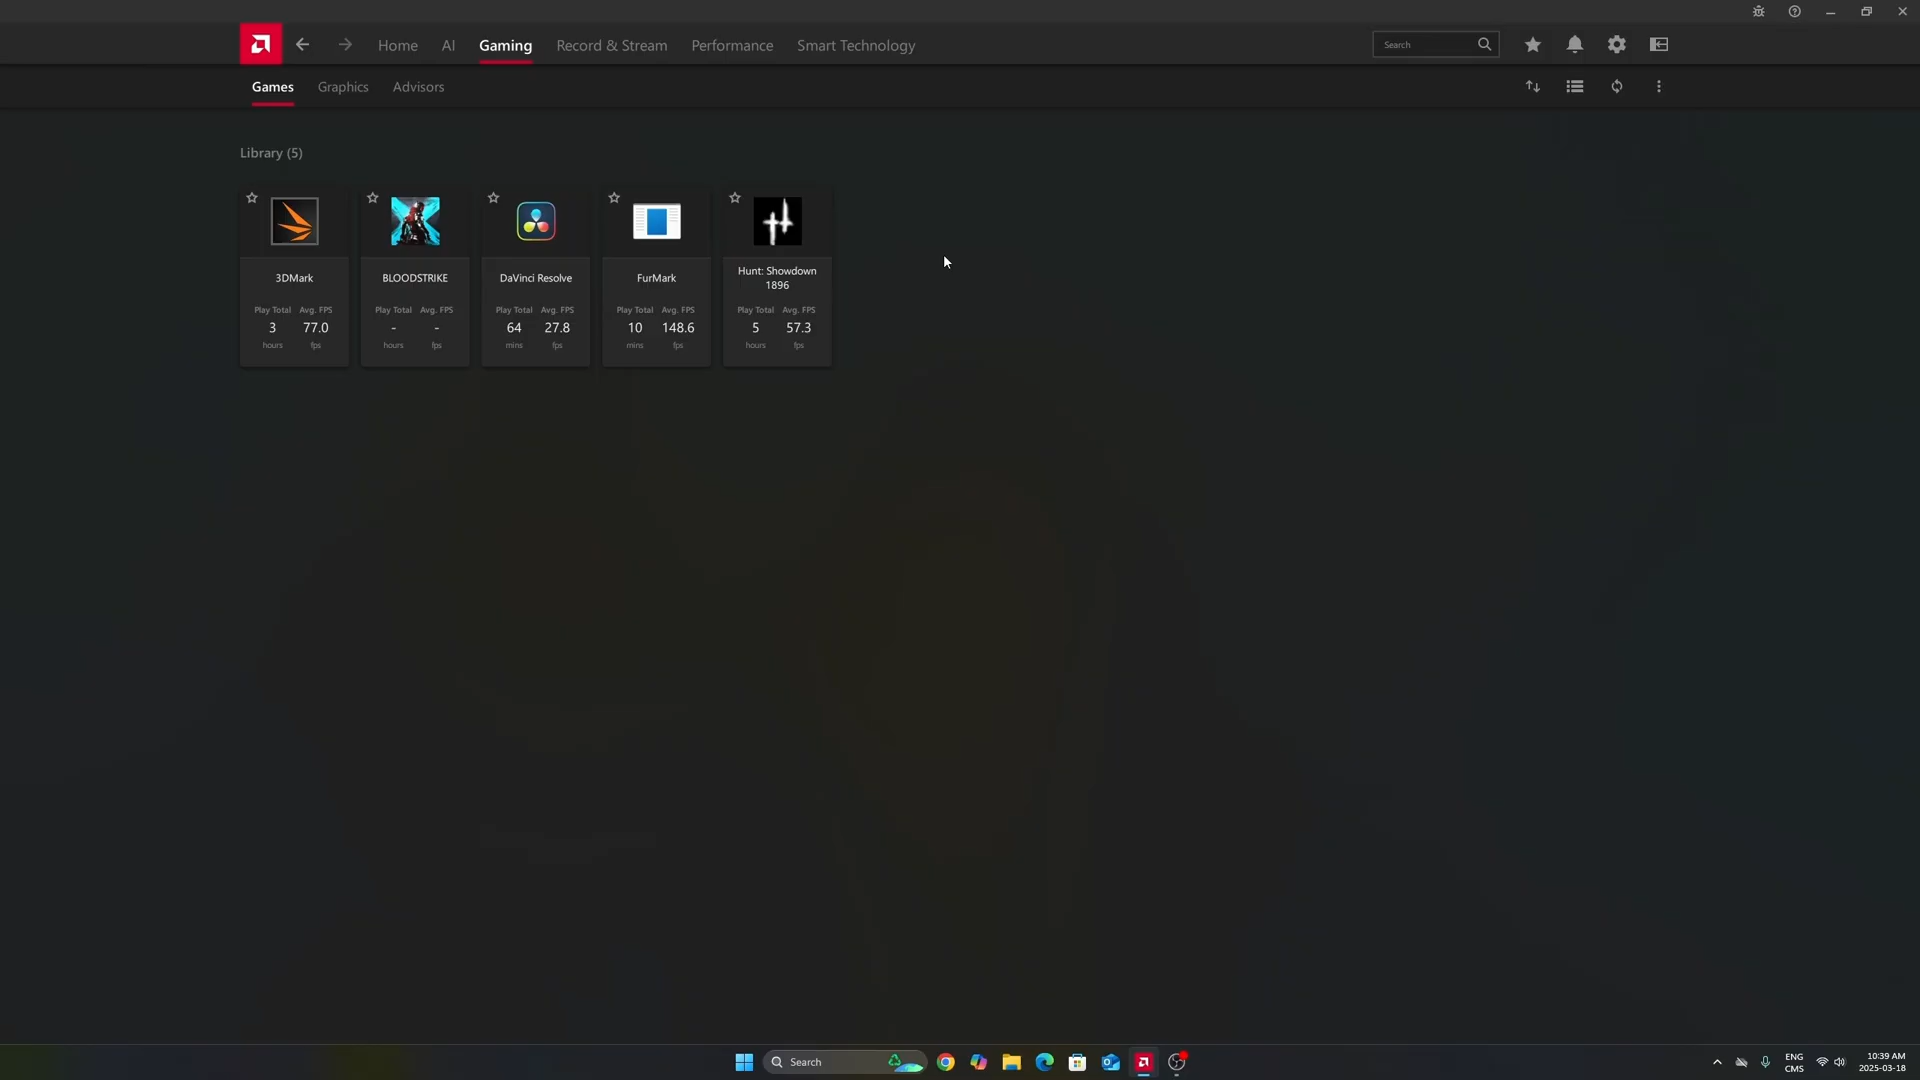 Home AI Gaming Record & Stream Performance Smart Technology Search
Games Graphics Advisors
Library (5)
3DMark
Play Total Avg. FPS
3 77.0
hours fps
BLOODSTRIKE
Play Total Avg. FPS
- -
hours fps
DaVinci Resolve
Play Total Avg. FPS
64 27.8
mins fps
FurMark
Play Total Avg. FPS
10 148.6
mins fps
Hunt: Showdown
1896
Play Total Avg. FPS
5 57.3
hours fps
Search
ENG
CMS
10:39 AM
2025-03-18